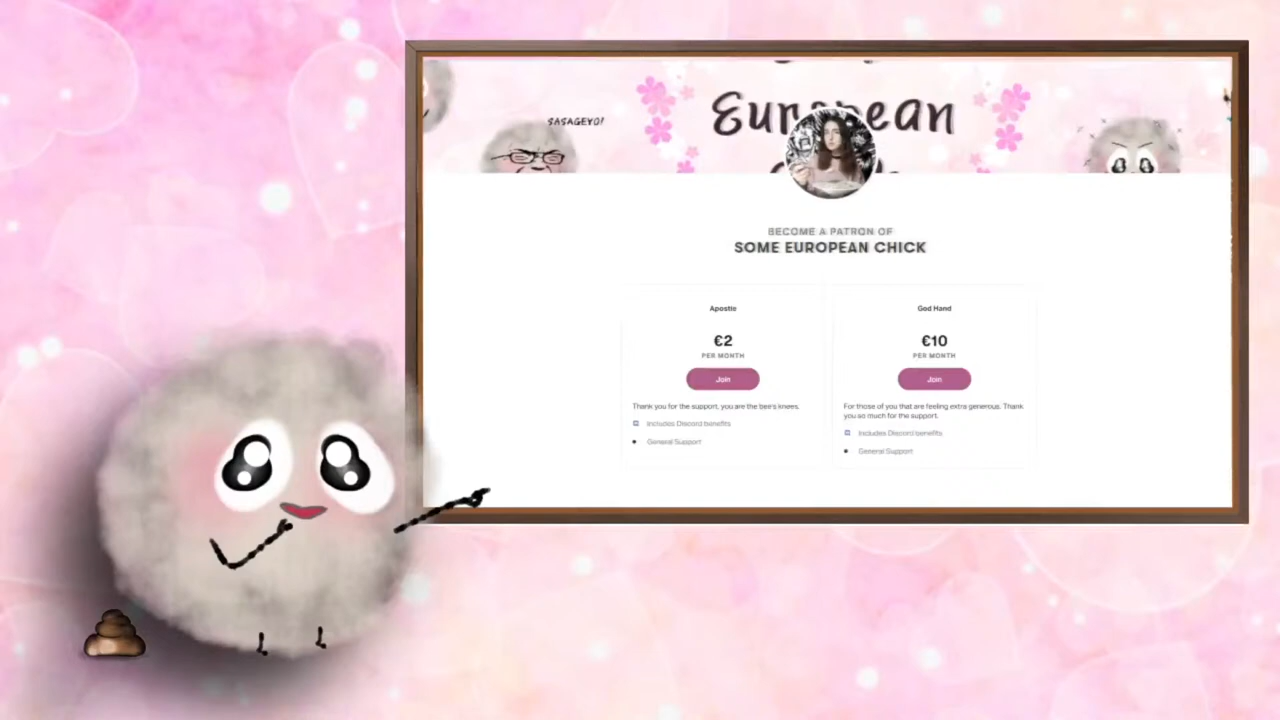 SASAGEYO!
European
BECOME A PATRON OF
SOME EUROPEAN CHICK
Apostle
€2
PER MONTH
Join
Thank you for the support, you are the bee's knees.
Includes Discord benefits
General Support
God Hand
€10
PER MONTH
Join
For those of you that are feeling extra generous. Thank
you so much for the support.
Includes Discord benefits
General Support